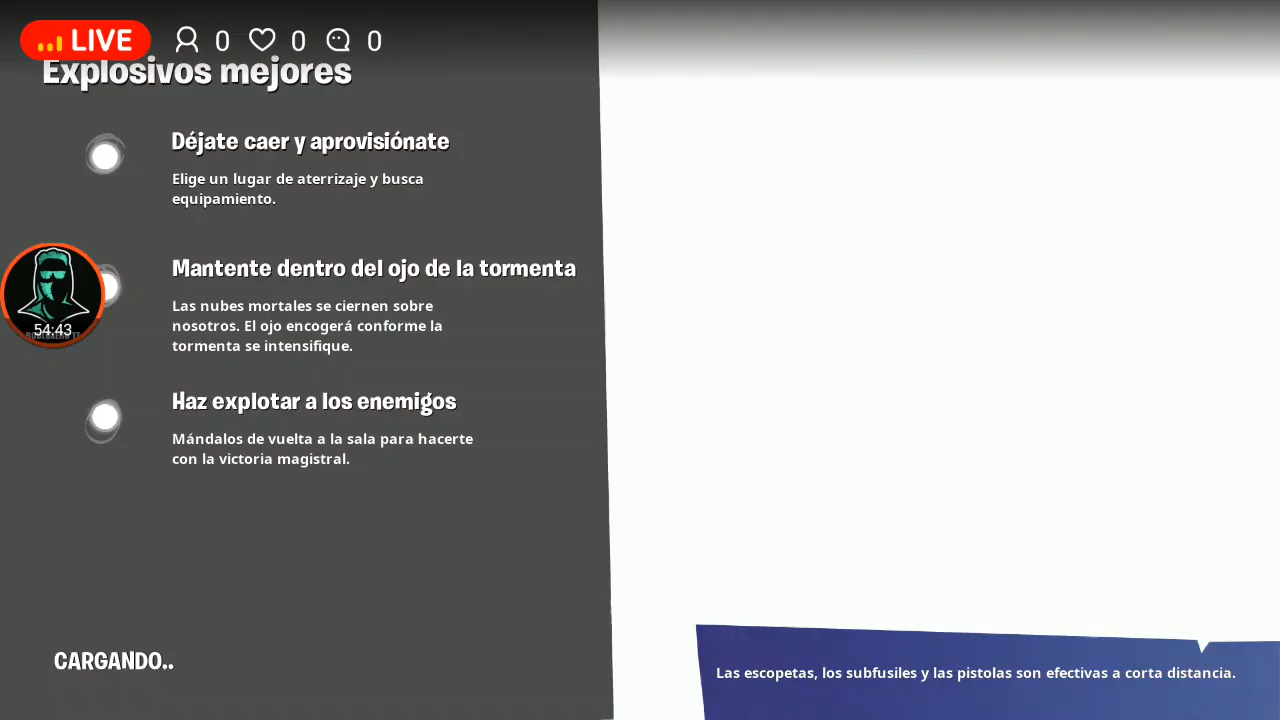 LIVE 0 0 0
Explosivos mejores
Déjate caer y aprovisiónate
Elige un lugar de aterrizaje y busca
equipamiento.
Mantente dentro del ojo de la tormenta
Las nubes mortales se ciernen sobre
nosotros. El ojo encogerá conforme la
tormenta se intensifique.
54:43
Haz explotar a los enemigos
Mándalos de vuelta a la sala para hacerte
con la victoria magistral.
CARGANDO..
Las escopetas, los subfusiles y las pistolas son efectivas a corta distancia.